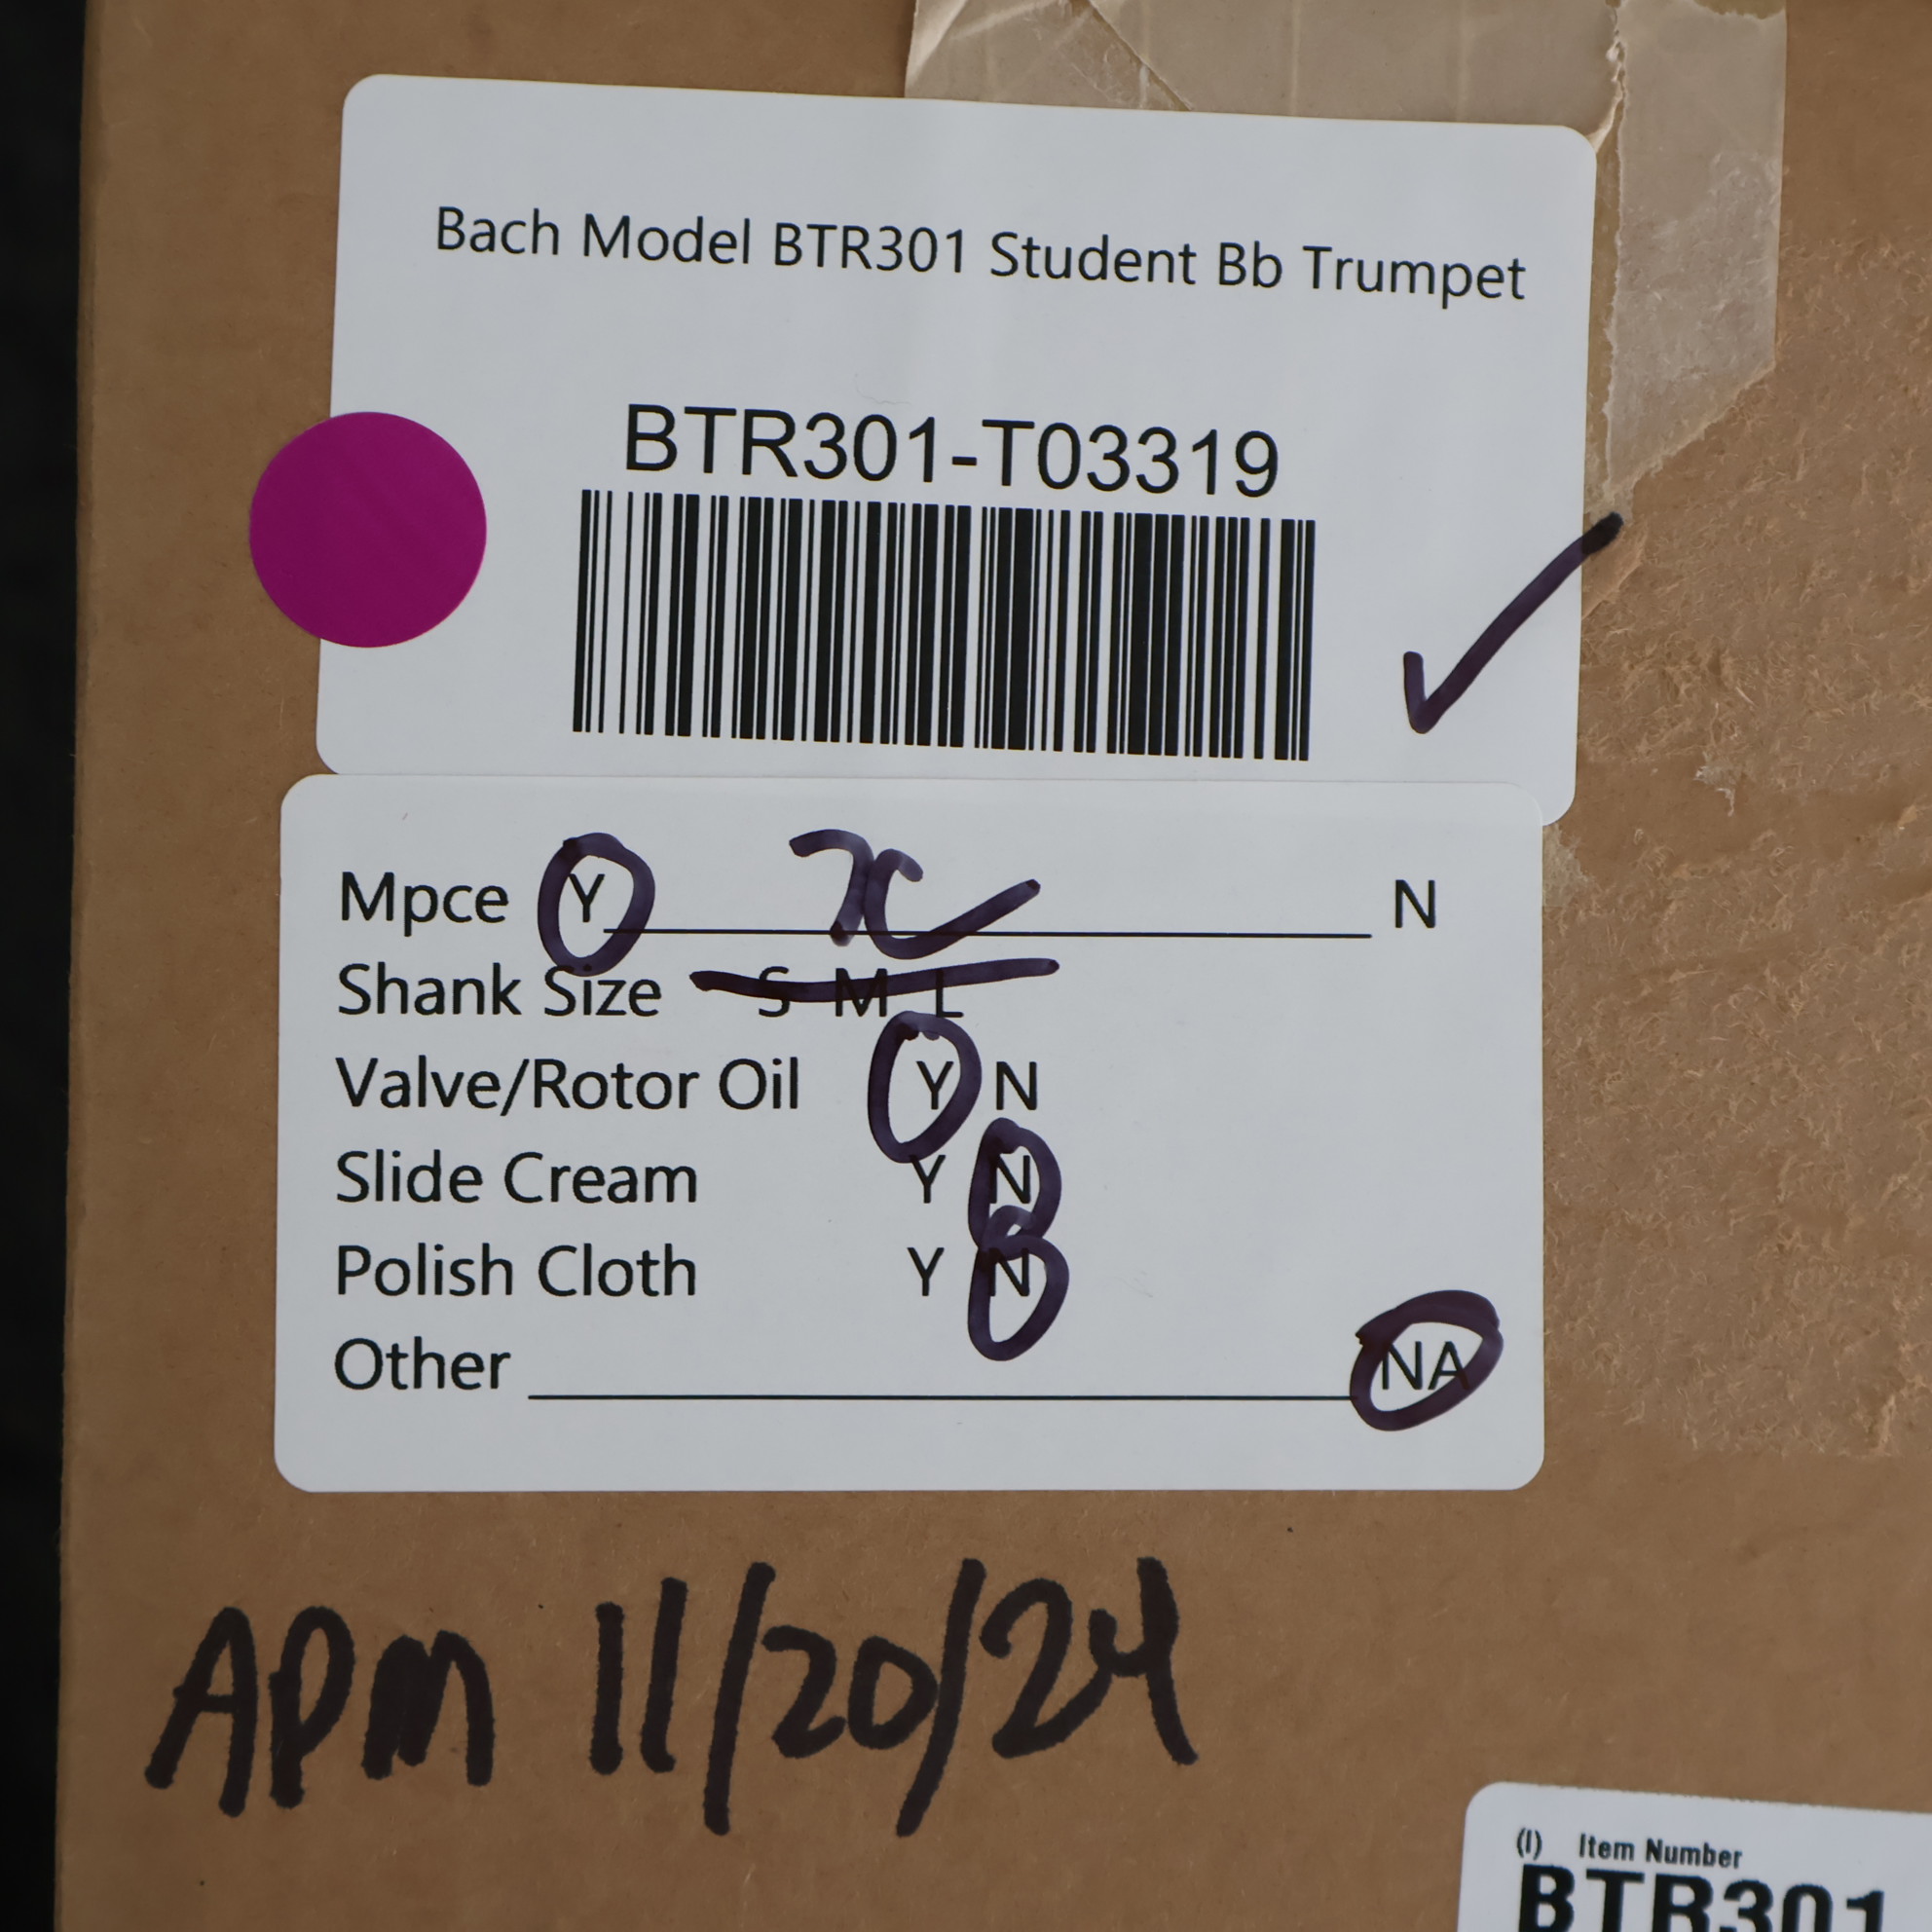 Bach Model BTR301 Student Bb Trumpet
BTR301-T03319
Mpce Y N
Shank Size S M L
Valve/Rotor Oil Y N
Slide Cream Y N
Polish Cloth Y N
Other NA
APM 11/20/24
(I) Item Number
BTR301